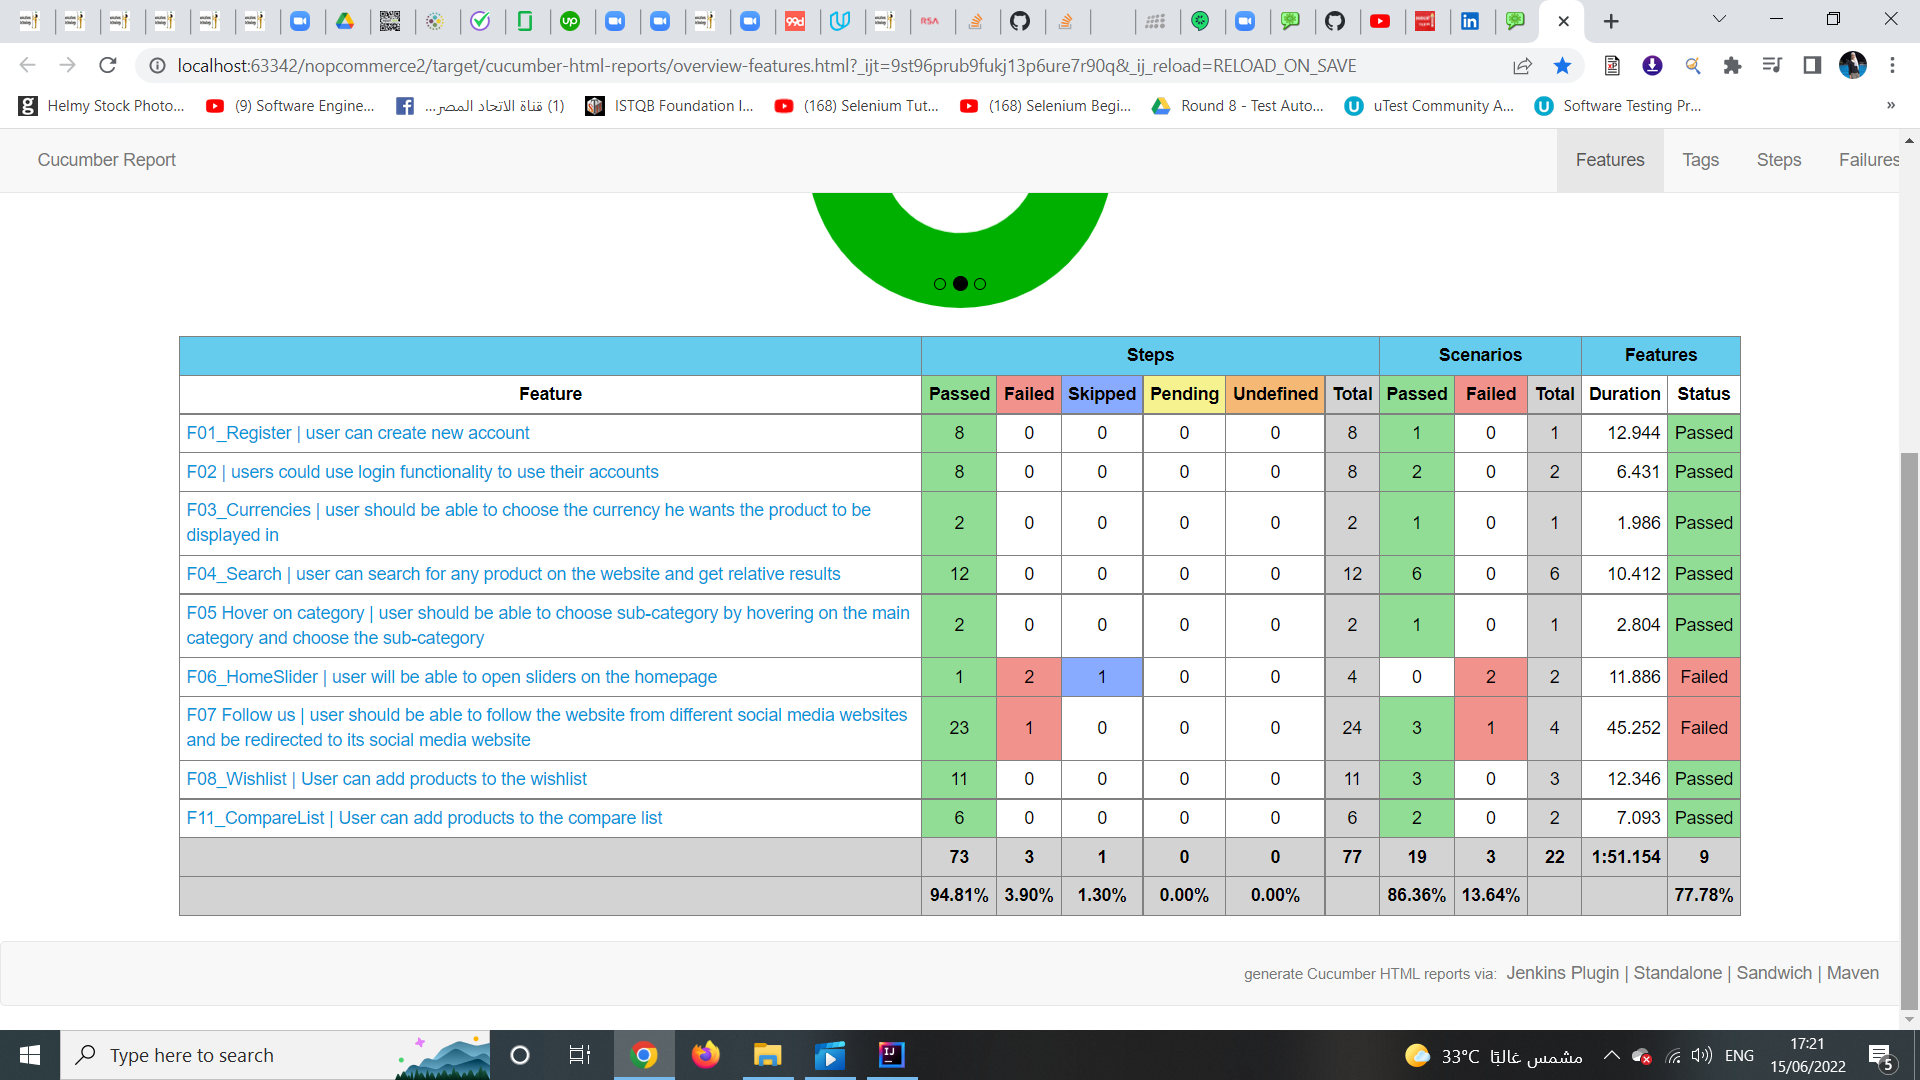 localhost:63342/nopcommerce2/target/cucumber-html-reports/overview-features.html?_ijt=9st96prub9fukj13p6ure7r90q&_ij_reload=RELOAD_ON_SAVE
Helmy Stock Photo... (9) Software Engine... (1) قناة الاتحاد المصر... ISTQB Foundation I... (168) Selenium Tut... (168) Selenium Begi... Round 8 - Test Auto... uTest Community A... Software Testing Pr... »
Cucumber Report Features Tags Steps Failures
Steps Scenarios Features
Feature Passed Failed Skipped Pending Undefined Total Passed Failed Total Duration Status
F01_Register | user can create new account 8 0 0 0 0 8 1 0 1 12.944 Passed
F02 | users could use login functionality to use their accounts 8 0 0 0 0 8 2 0 2 6.431 Passed
F03_Currencies | user should be able to choose the currency he wants the product to be
displayed in 2 0 0 0 0 2 1 0 1 1.986 Passed
F04_Search | user can search for any product on the website and get relative results 12 0 0 0 0 12 6 0 6 10.412 Passed
F05 Hover on category | user should be able to choose sub-category by hovering on the main
category and choose the sub-category 2 0 0 0 0 2 1 0 1 2.804 Passed
F06_HomeSlider | user will be able to open sliders on the homepage 1 2 1 0 0 4 0 2 2 11.886 Failed
F07 Follow us | user should be able to follow the website from different social media websites
and be redirected to its social media website 23 1 0 0 0 24 3 1 4 45.252 Failed
F08_Wishlist | User can add products to the wishlist 11 0 0 0 0 11 3 0 3 12.346 Passed
F11_CompareList | User can add products to the compare list 6 0 0 0 0 6 2 0 2 7.093 Passed
73 3 1 0 0 77 19 3 22 1:51.154 9
94.81% 3.90% 1.30% 0.00% 0.00% 86.36% 13.64% 77.78%
generate Cucumber HTML reports via: Jenkins Plugin | Standalone | Sandwich | Maven
Type here to search
33°C مشمس غالبًا
ENG
17:21
15/06/2022
5